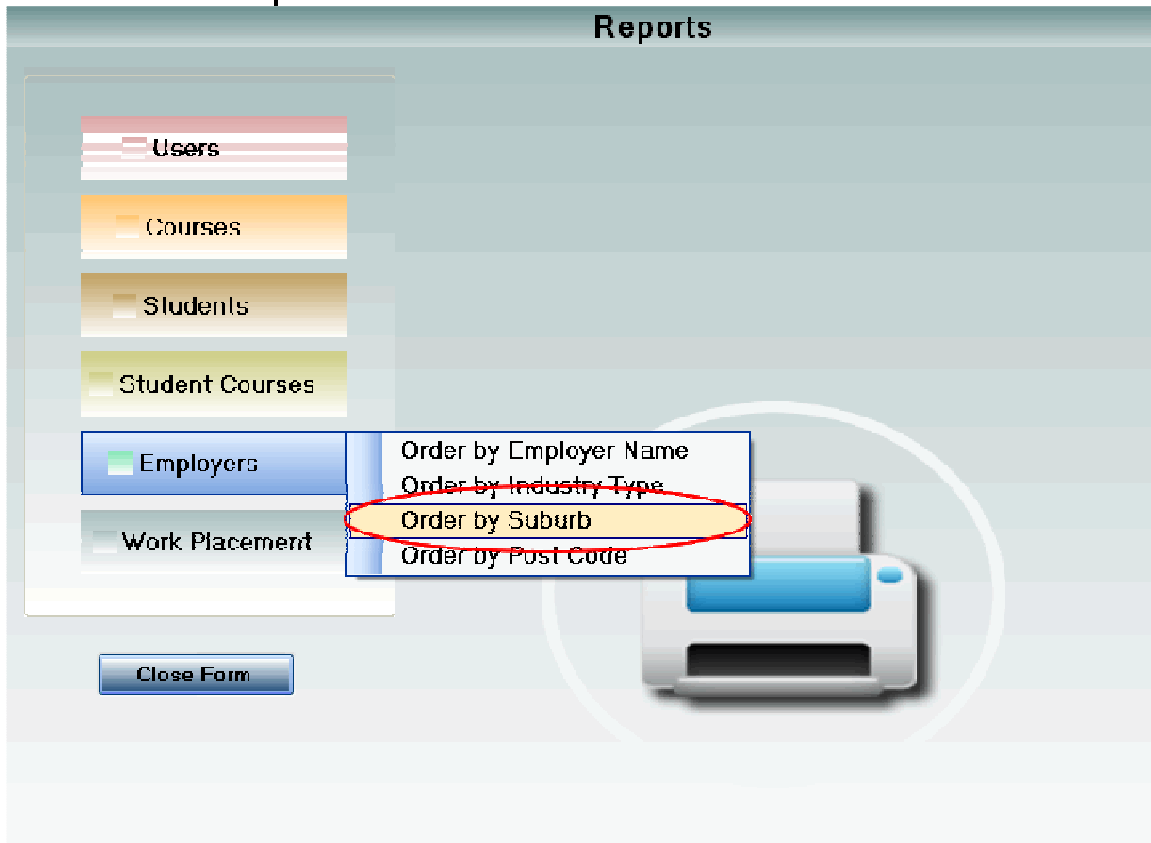 Reports
Users
Courses
Students
Student Courses
Employers
Order by Employer Name
Order by Industry Type
Order by Suburb
Order by Post Code
Work Placement
Close Form